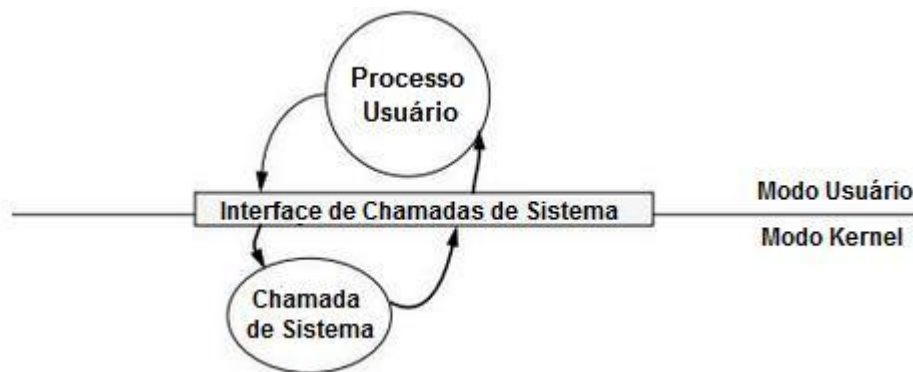 Processo
Usuário
Interface de Chamadas de Sistema
Modo Usuário
Modo Kernel
Chamada
de Sistema